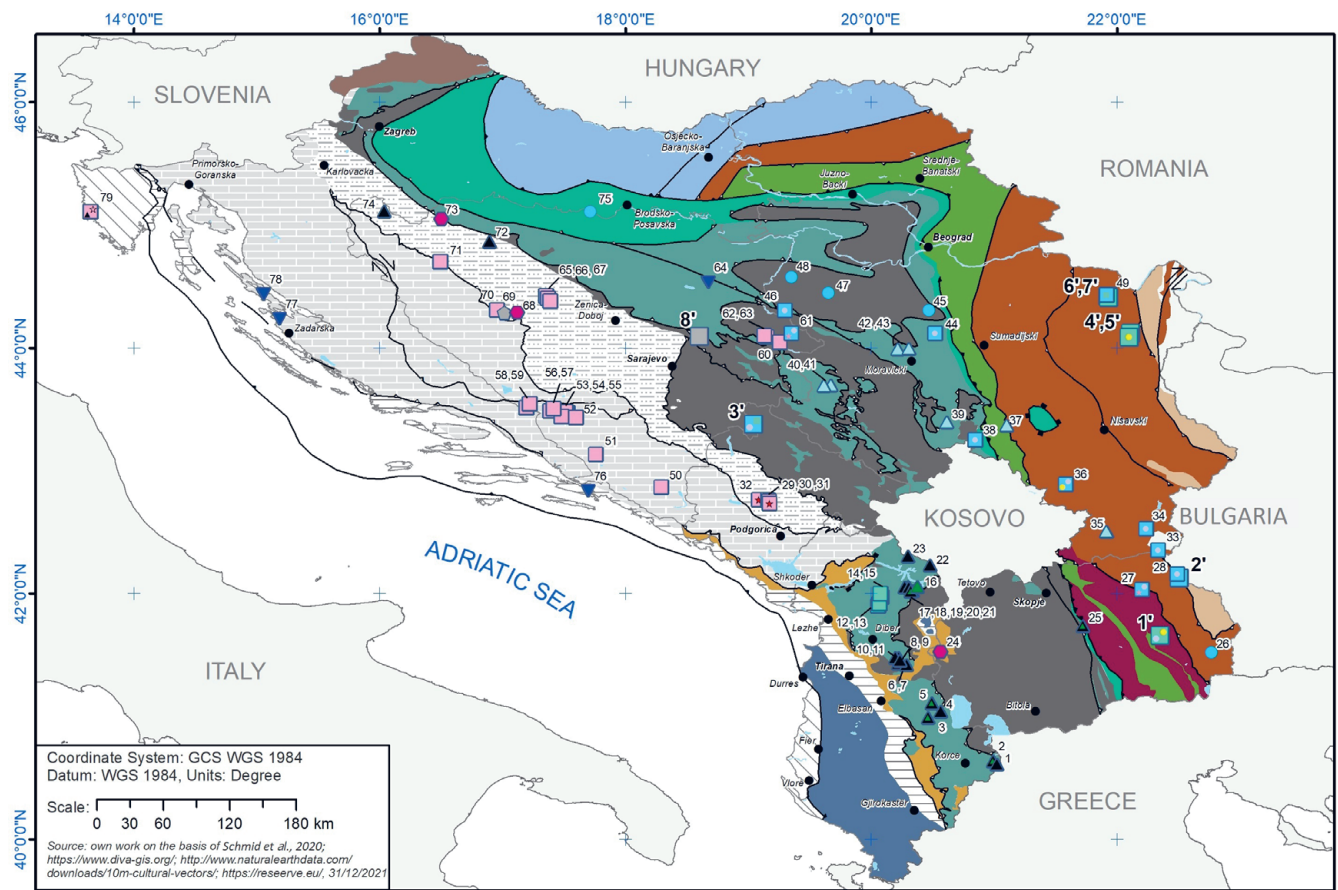 14°0'0"E 16°0'0"E 18°0'0"E 20°0'0"E 22°0'0"E
HUNGARY
SLOVENIA
46°0'0"N
Zagreb
Osjecko-
Baranjska
ROMANIA
Primorsko-
Goranska
Karlovacka
Srednje-
Banatski
Juzno-
Backi
79
74
73
75
Brodsko-
Posavska
72
Beograd
71
48
64
78
65,66,67
47
6',7'
49
70
69
68
46
45
77
Zenica-
Doboj
62,63
61
42,43
44
4',5'
8'
Zadarska
44°0'0"N
Sumadijski
60
Sarajevo
40,41
Moravicki
56,57
58,59
53,54,55
52
3'
39
37
38
Nisavski
51
36
76
50
32
29,30,31
KOSOVO
34
BULGARIA
35
33
Podgorica
ADRIATIC SEA
23
22
28
2'
Shkoder
14,15
16
Tetovo
27
42°0'0"N
Skopje
Lezhe
17,18,19,20,21
12,13
Diber
25
1'
8,9
24
10,11
26
ITALY
Tirana
6,7
Durres
Elbasan
5
4
Bitola
3
Fier
2
Korce
1
Vlore
GREECE
Gjirokaster
40°0'0"N
Coordinate System: GCS WGS 1984
Datum: WGS 1984, Units: Degree
Scale:
0 30 60 120 180 km
Source: own work on the basis of Schmid et al., 2020;
https://www.diva-gis.org/; http://www.naturalearthdata.com/
downloads/10m-cultural-vectors/; https://reseerve.eu/, 31/12/2021